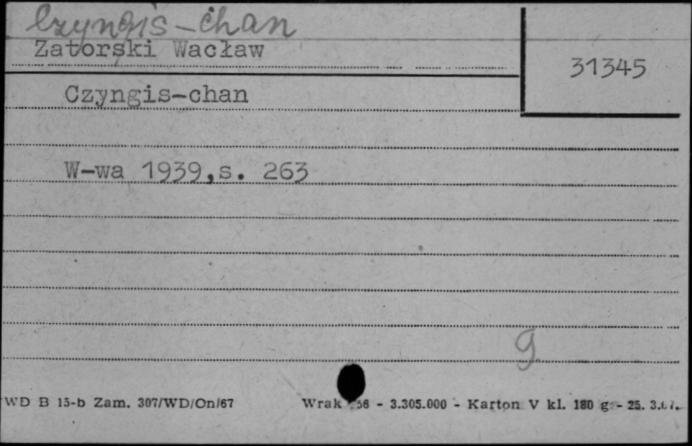 Czyngis-chan
Zatorski Wacław
31345
Czyngis-chan
W-wa 1939,s. 263
9
WD B 15-b Zam. 307/WD/On/67
Wrak 56 - 3.305.000 - Karton V kl. 180 g - 25.